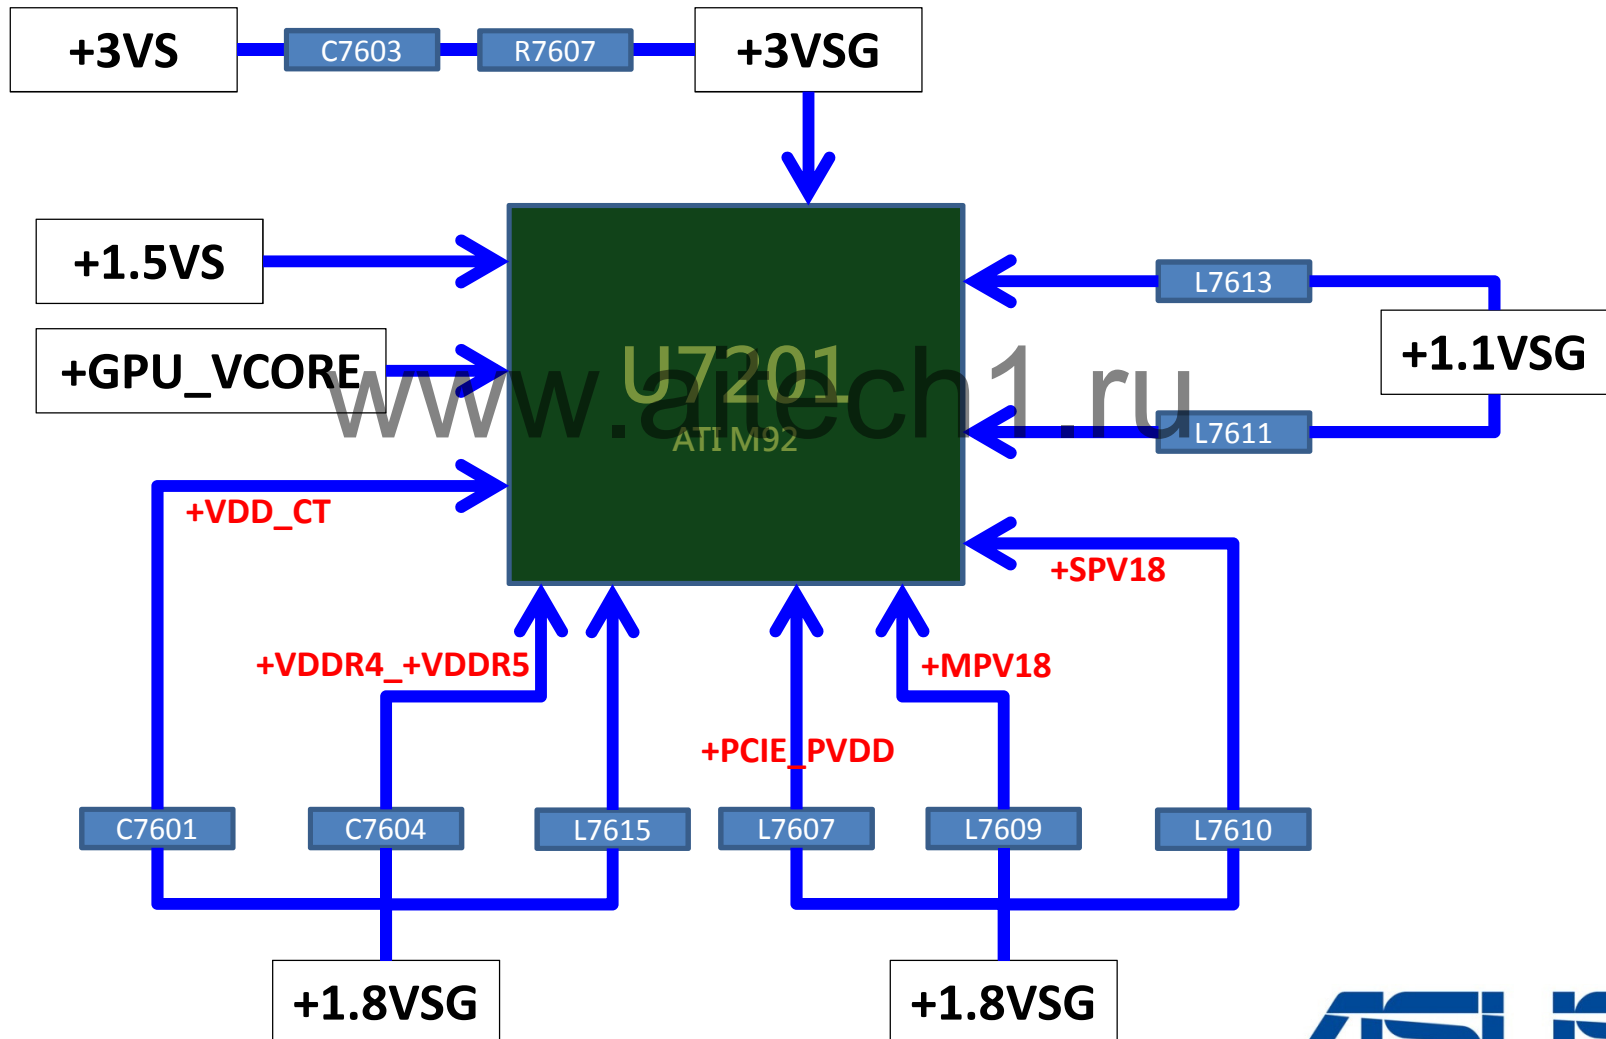 +3VS
C7603
R7607
+3VSG
+1.5VS
L7613
+GPU_VCORE
U7201
+1.1VSG
www.aitech1.ru
ATI M92
L7611
+VDD_CT
+SPV18
+VDDR4_+VDDR5
+MPV18
+PCIE_PVDD
C7601
C7604
L7615
L7607
L7609
L7610
+1.8VSG
+1.8VSG